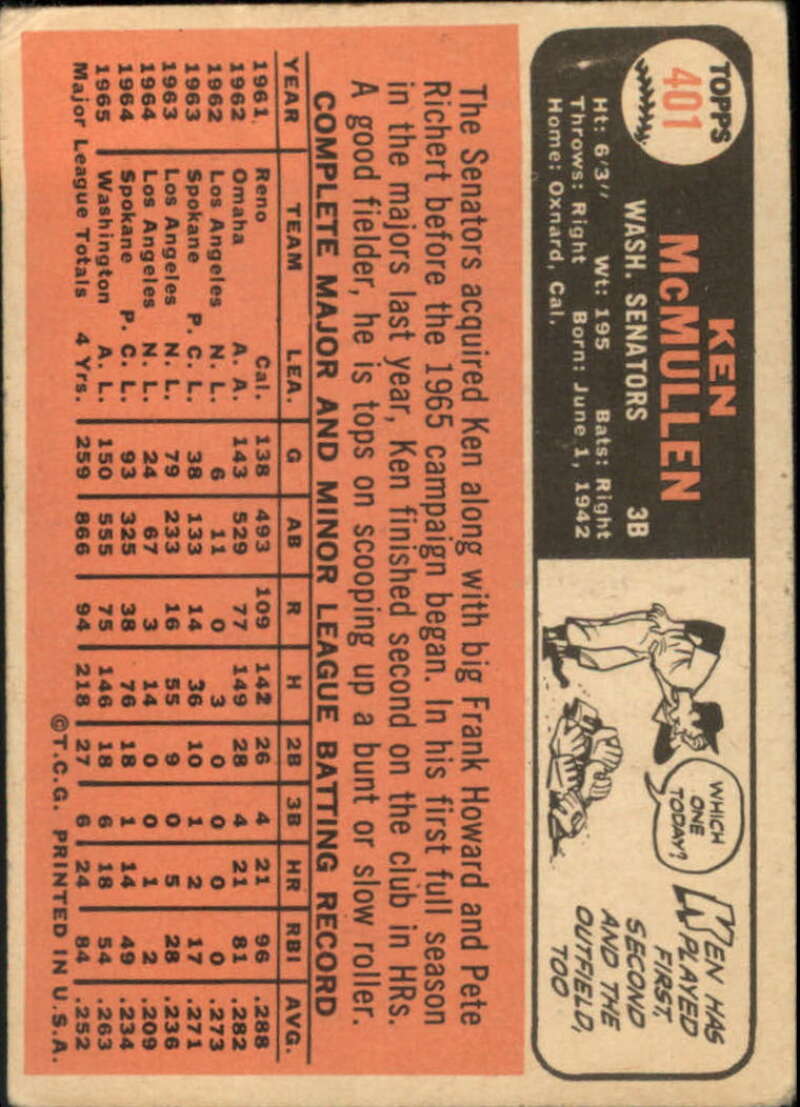 TOPPS
401
KEN
McMULLEN
WASH. SENATORS 3B
Ht: 6'3" Wt: 195 Bats: Right
Throws: Right Born: June 1, 1942
Home: Oxnard, Cal.
WHICH
ONE
TODAY?
KEN HAS
PLAYED
FIRST,
SECOND
AND THE
OUTFIELD,
TOO
The Senators acquired Ken along with big Frank Howard and Pete
Richert before the 1965 campaign began. In his first full season
in the majors last year, Ken finished second on the club in HRs.
A good fielder, he is tops on scooping up a bunt or slow roller.
COMPLETE MAJOR AND MINOR LEAGUE BATTING RECORD
YEAR TEAM LEA. G AB R H 2B 3B HR RBI AVG.
1961 Reno Cal. 138 493 109 142 26 4 21 96 .288
1962 Omaha A. A. 143 529 77 149 28 4 21 81 .282
1962 Los Angeles N. L. 6 11 0 3 0 0 0 0 .273
1963 Spokane P. C. L. 38 133 14 36 10 1 2 17 .271
1963 Los Angeles N. L. 79 233 16 55 9 0 5 28 .236
1964 Los Angeles N. L. 24 67 3 14 0 0 1 2 .209
1964 Spokane P. C. L. 93 325 38 76 18 1 14 49 .234
1965 Washington A. L. 150 555 75 146 18 6 18 54 .263
Major League Totals 4 Yrs. 259 866 94 218 27 6 24 84 .252
©T.C.G. PRINTED IN U.S.A.